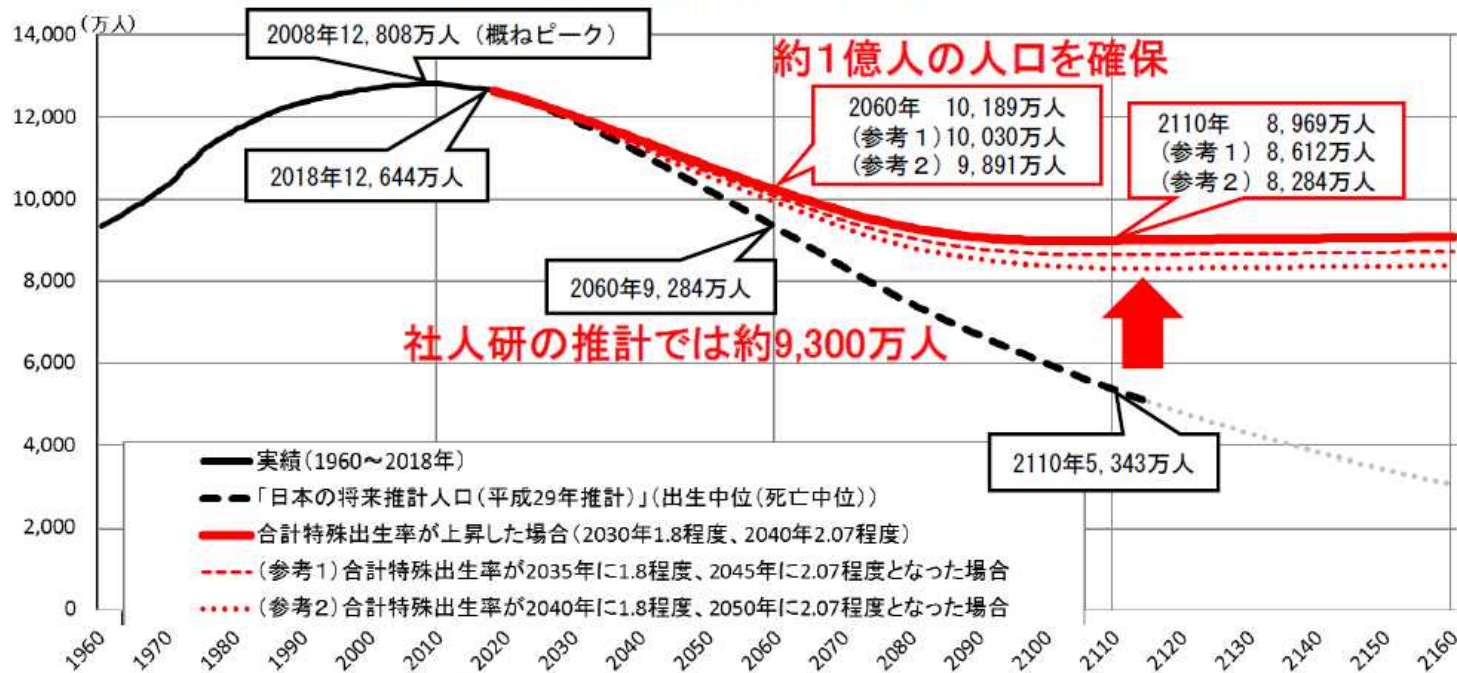 (万人)
14,000
12,000
10,000
8,000
6,000
4,000
2,000
0
2008年12,808万人（概ねピーク）
2018年12,644万人
約1億人の人口を確保
2060年　10,189万人
(参考１)10,030万人
(参考２) 9,891万人
2110年　8,969万人
(参考１) 8,612万人
(参考２) 8,284万人
2060年9,284万人
社人研の推計では約9,300万人
2110年5,343万人
実績（1960～2018年）
「日本の将来推計人口（平成29年推計）」（出生中位（死亡中位））
合計特殊出生率が上昇した場合（2030年1.8程度、2040年2.07程度）
（参考１）合計特殊出生率が2035年に1.8程度、2045年に2.07程度となった場合
（参考２）合計特殊出生率が2040年に1.8程度、2050年に2.07程度となった場合
1960 1970 1980 1990 2000 2010 2020 2030 2040 2050 2060 2070 2080 2090 2100 2110 2120 2130 2140 2150 2160